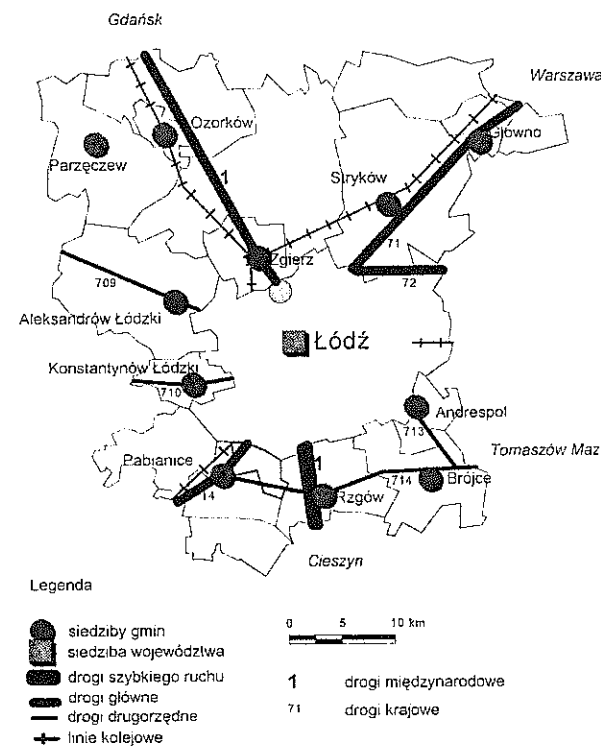 Gdańsk
Warszawa
Ozorków
Główno
Parzęczew
Stryków
1
71
Zgierz
72
709
Aleksandrów Łódzki
Łódź
Konstantynów Łódzki
710
Andrespol
713
Tomaszów Maz
Pabianice
1
714
Brójce
14
Rzgów
Cieszyn
Legenda
0 5 10 km
siedziby gmin
siedziba województwa
drogi szybkiego ruchu
1 drogi międzynarodowe
drogi główne
drogi drugorzędne
71 drogi krajowe
linie kolejowe